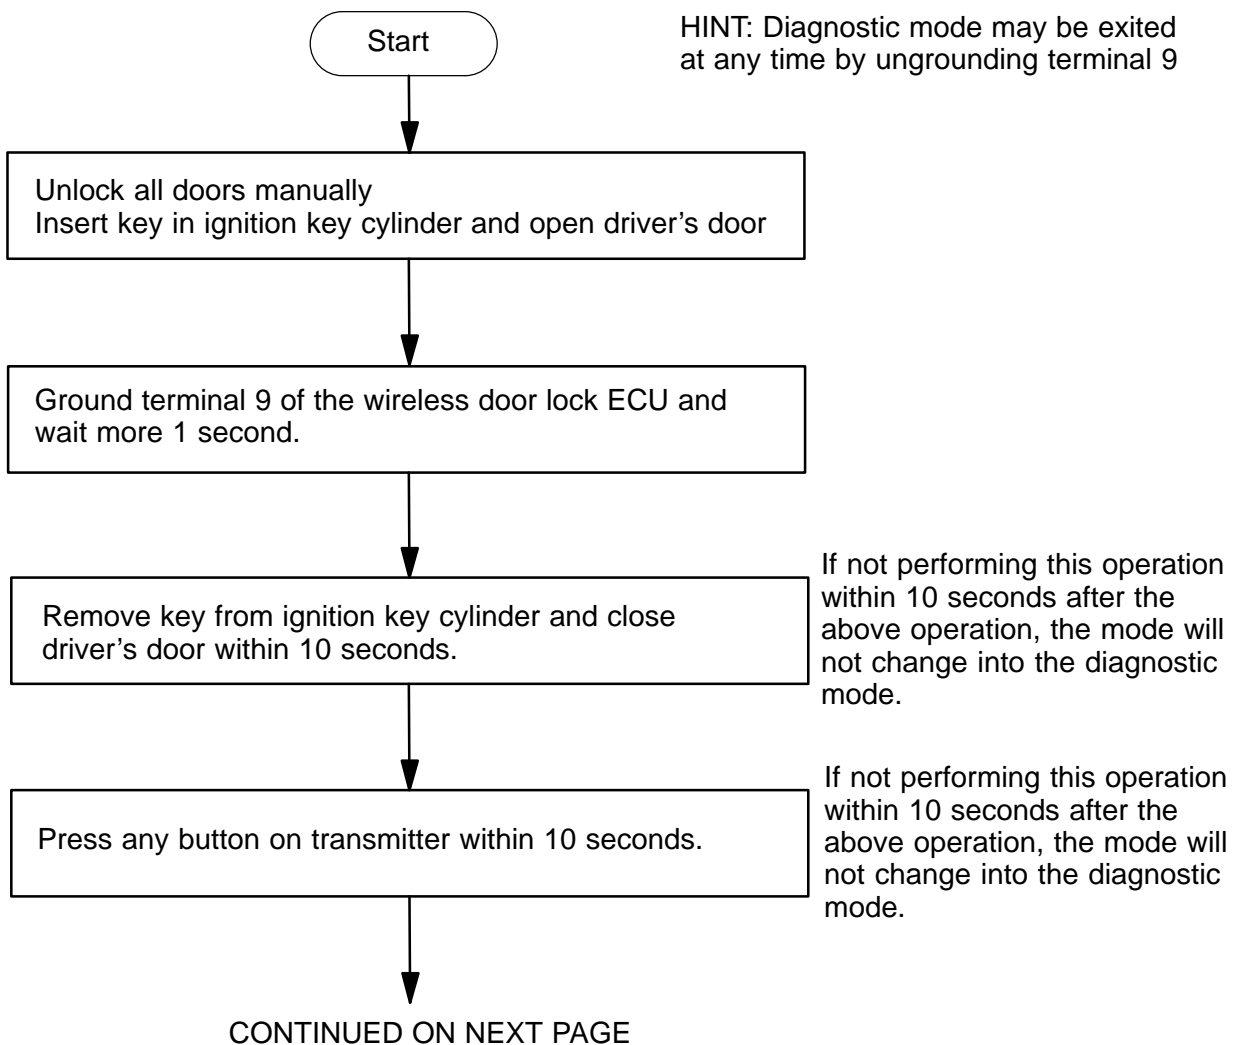 Start
HINT: Diagnostic mode may be exited
at any time by ungrounding terminal 9
Unlock all doors manually
Insert key in ignition key cylinder and open driver’s door
Ground terminal 9 of the wireless door lock ECU and
wait more 1 second.
Remove key from ignition key cylinder and close
driver’s door within 10 seconds.
If not performing this operation
within 10 seconds after the
above operation, the mode will
not change into the diagnostic
mode.
Press any button on transmitter within 10 seconds.
If not performing this operation
within 10 seconds after the
above operation, the mode will
not change into the diagnostic
mode.
CONTINUED ON NEXT PAGE